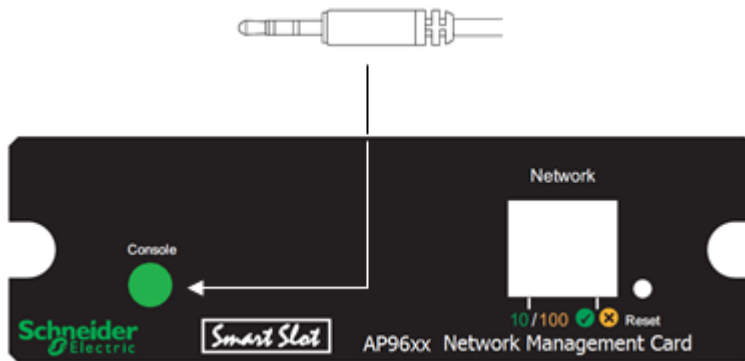 Network
Console
10/100 Reset
Schneider
Electric
Smart Slot
AP96xx Network Management Card